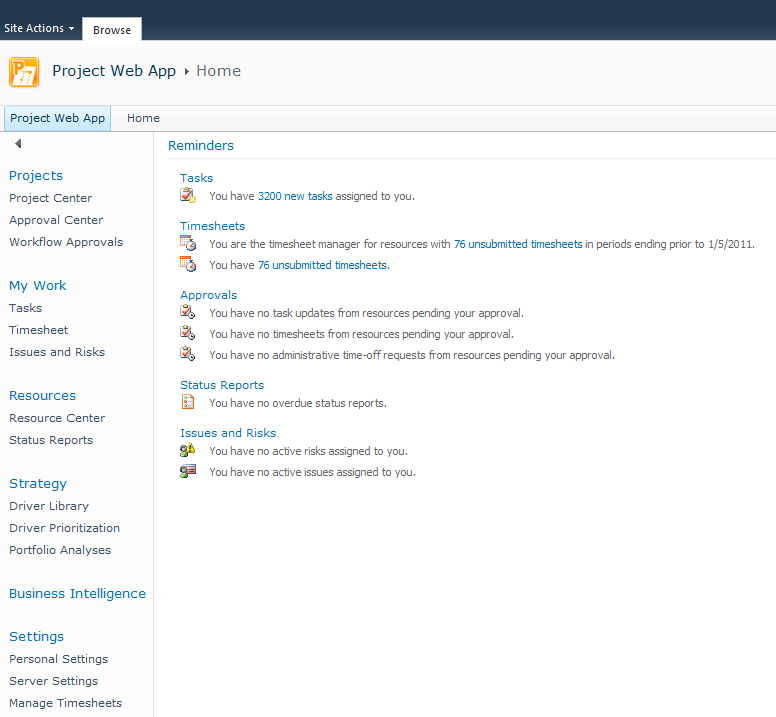 Site Actions
Browse
Project Web App ▸ Home
Project Web App
Home
Projects
Project Center
Approval Center
Workflow Approvals
My Work
Tasks
Timesheet
Issues and Risks
Resources
Resource Center
Status Reports
Strategy
Driver Library
Driver Prioritization
Portfolio Analyses
Business Intelligence
Settings
Personal Settings
Server Settings
Manage Timesheets
Reminders
Tasks
You have 3200 new tasks assigned to you.
Timesheets
You are the timesheet manager for resources with 76 unsubmitted timesheets in periods ending prior to 1/5/2011.
You have 76 unsubmitted timesheets.
Approvals
You have no task updates from resources pending your approval.
You have no timesheets from resources pending your approval.
You have no administrative time-off requests from resources pending your approval.
Status Reports
You have no overdue status reports.
Issues and Risks
You have no active risks assigned to you.
You have no active issues assigned to you.